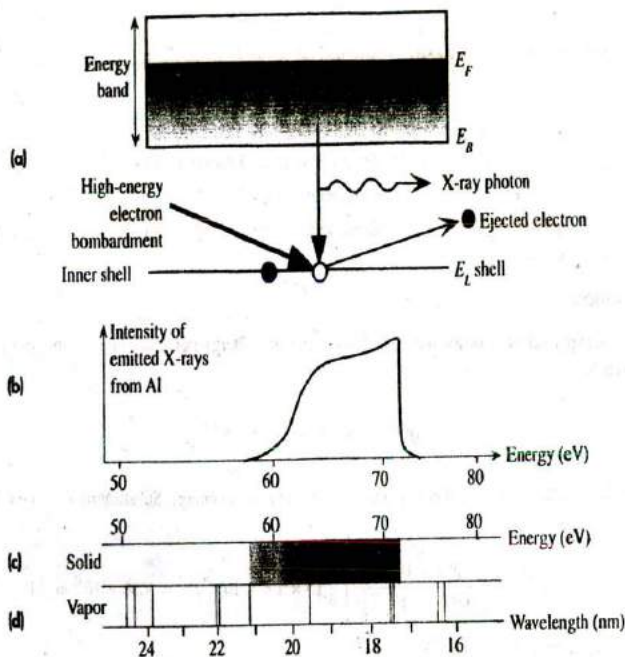 Energy
band
E_F
E_B
(a)
High-energy
electron
bombardment
X-ray photon
Ejected electron
Inner shell
E_L shell
Intensity of
emitted X-rays
from Al
(b)
50 60 70 80 Energy (eV)
50 60 71 80 Energy (eV)
(c) Solid
(d) Vapor
Wavelength (nm)
24 22 20 18 16